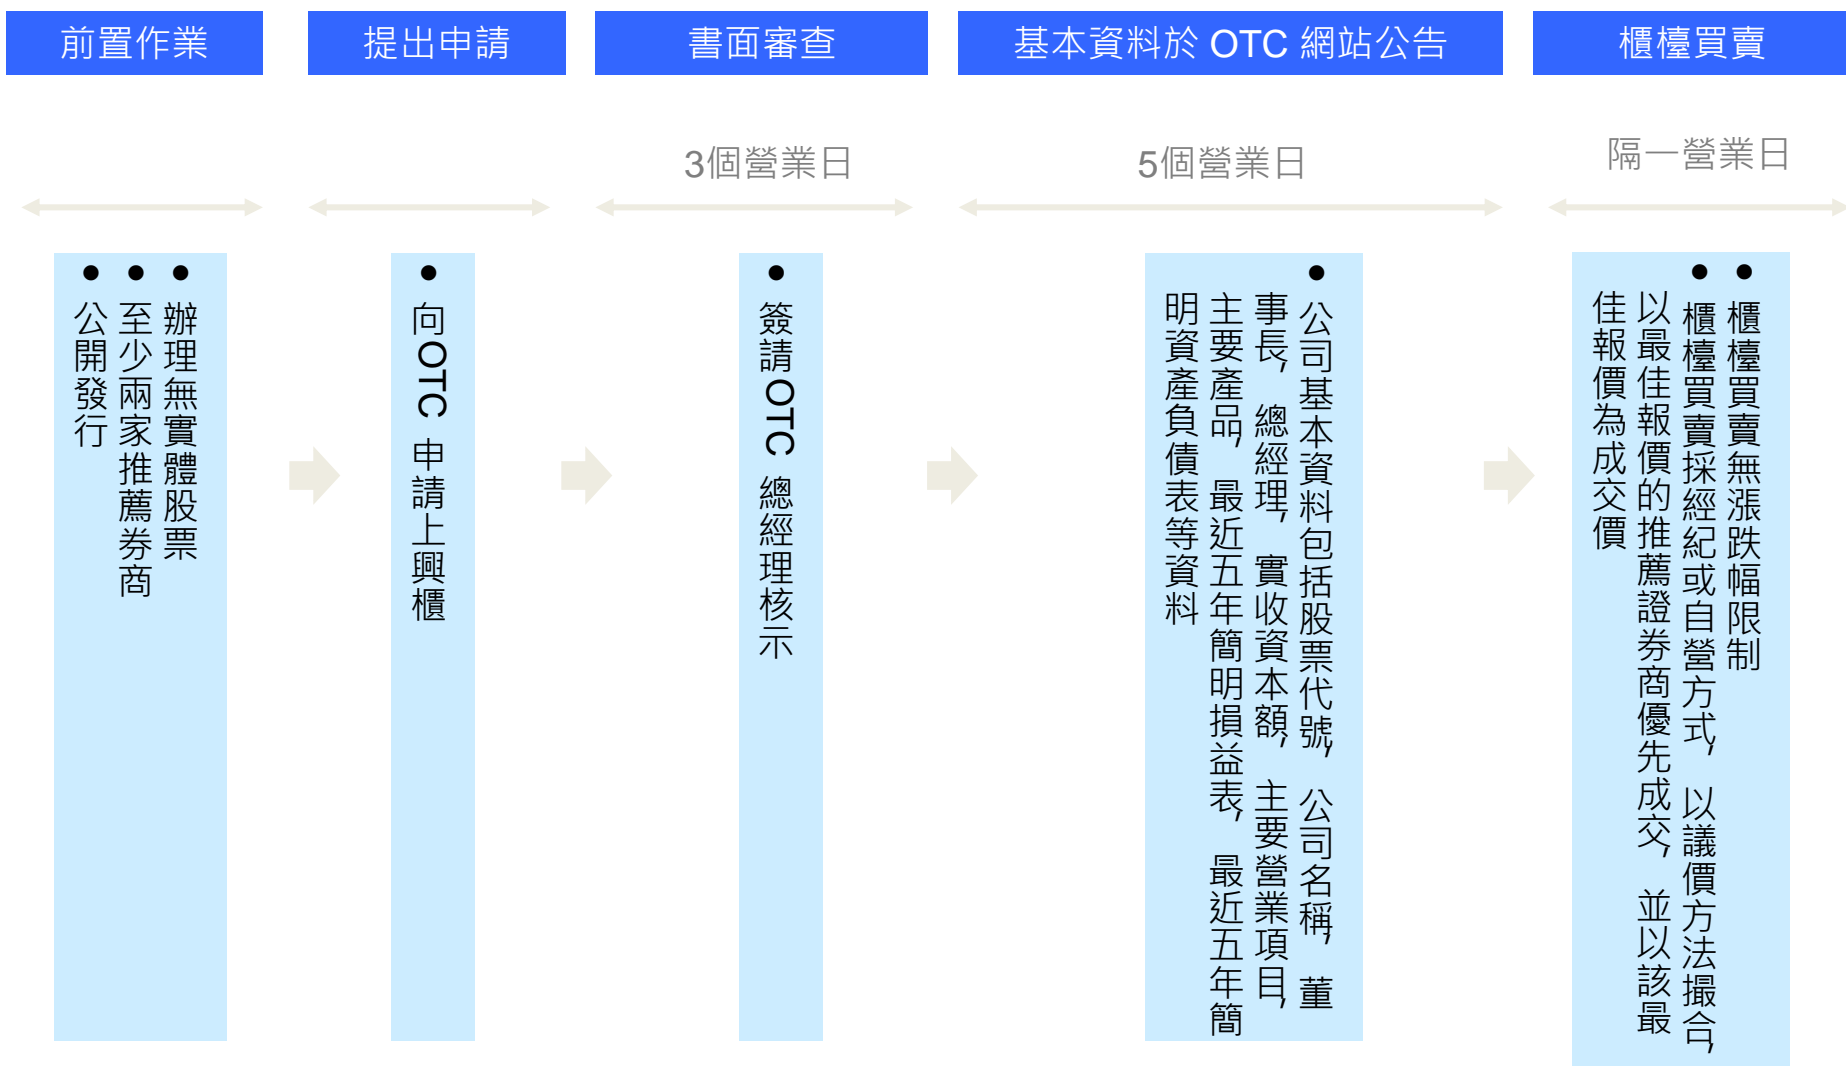 前置作業
提出申請
書面審查
基本資料於 OTC 網站公告
櫃檯買賣
3個營業日
5個營業日
隔一營業日
● 辦理無實體股票
● 至少兩家推薦券商
● 公開發行
● 向OTC 申請上興櫃
● 簽請OTC 總經理核示
● 公司基本資料包括股票代號, 公司名稱, 董
事長, 總經理, 實收資本額, 主要營業項目,
主要產品, 最近五年簡明損益表, 最近五年簡
明資產負債表等資料
● 櫃檯買賣無漲跌幅限制
● 櫃檯買賣採經紀或自營方式, 以議價方法撮合,
以最佳報價的推薦證券商優先成交, 並以該最
佳報價為成交價